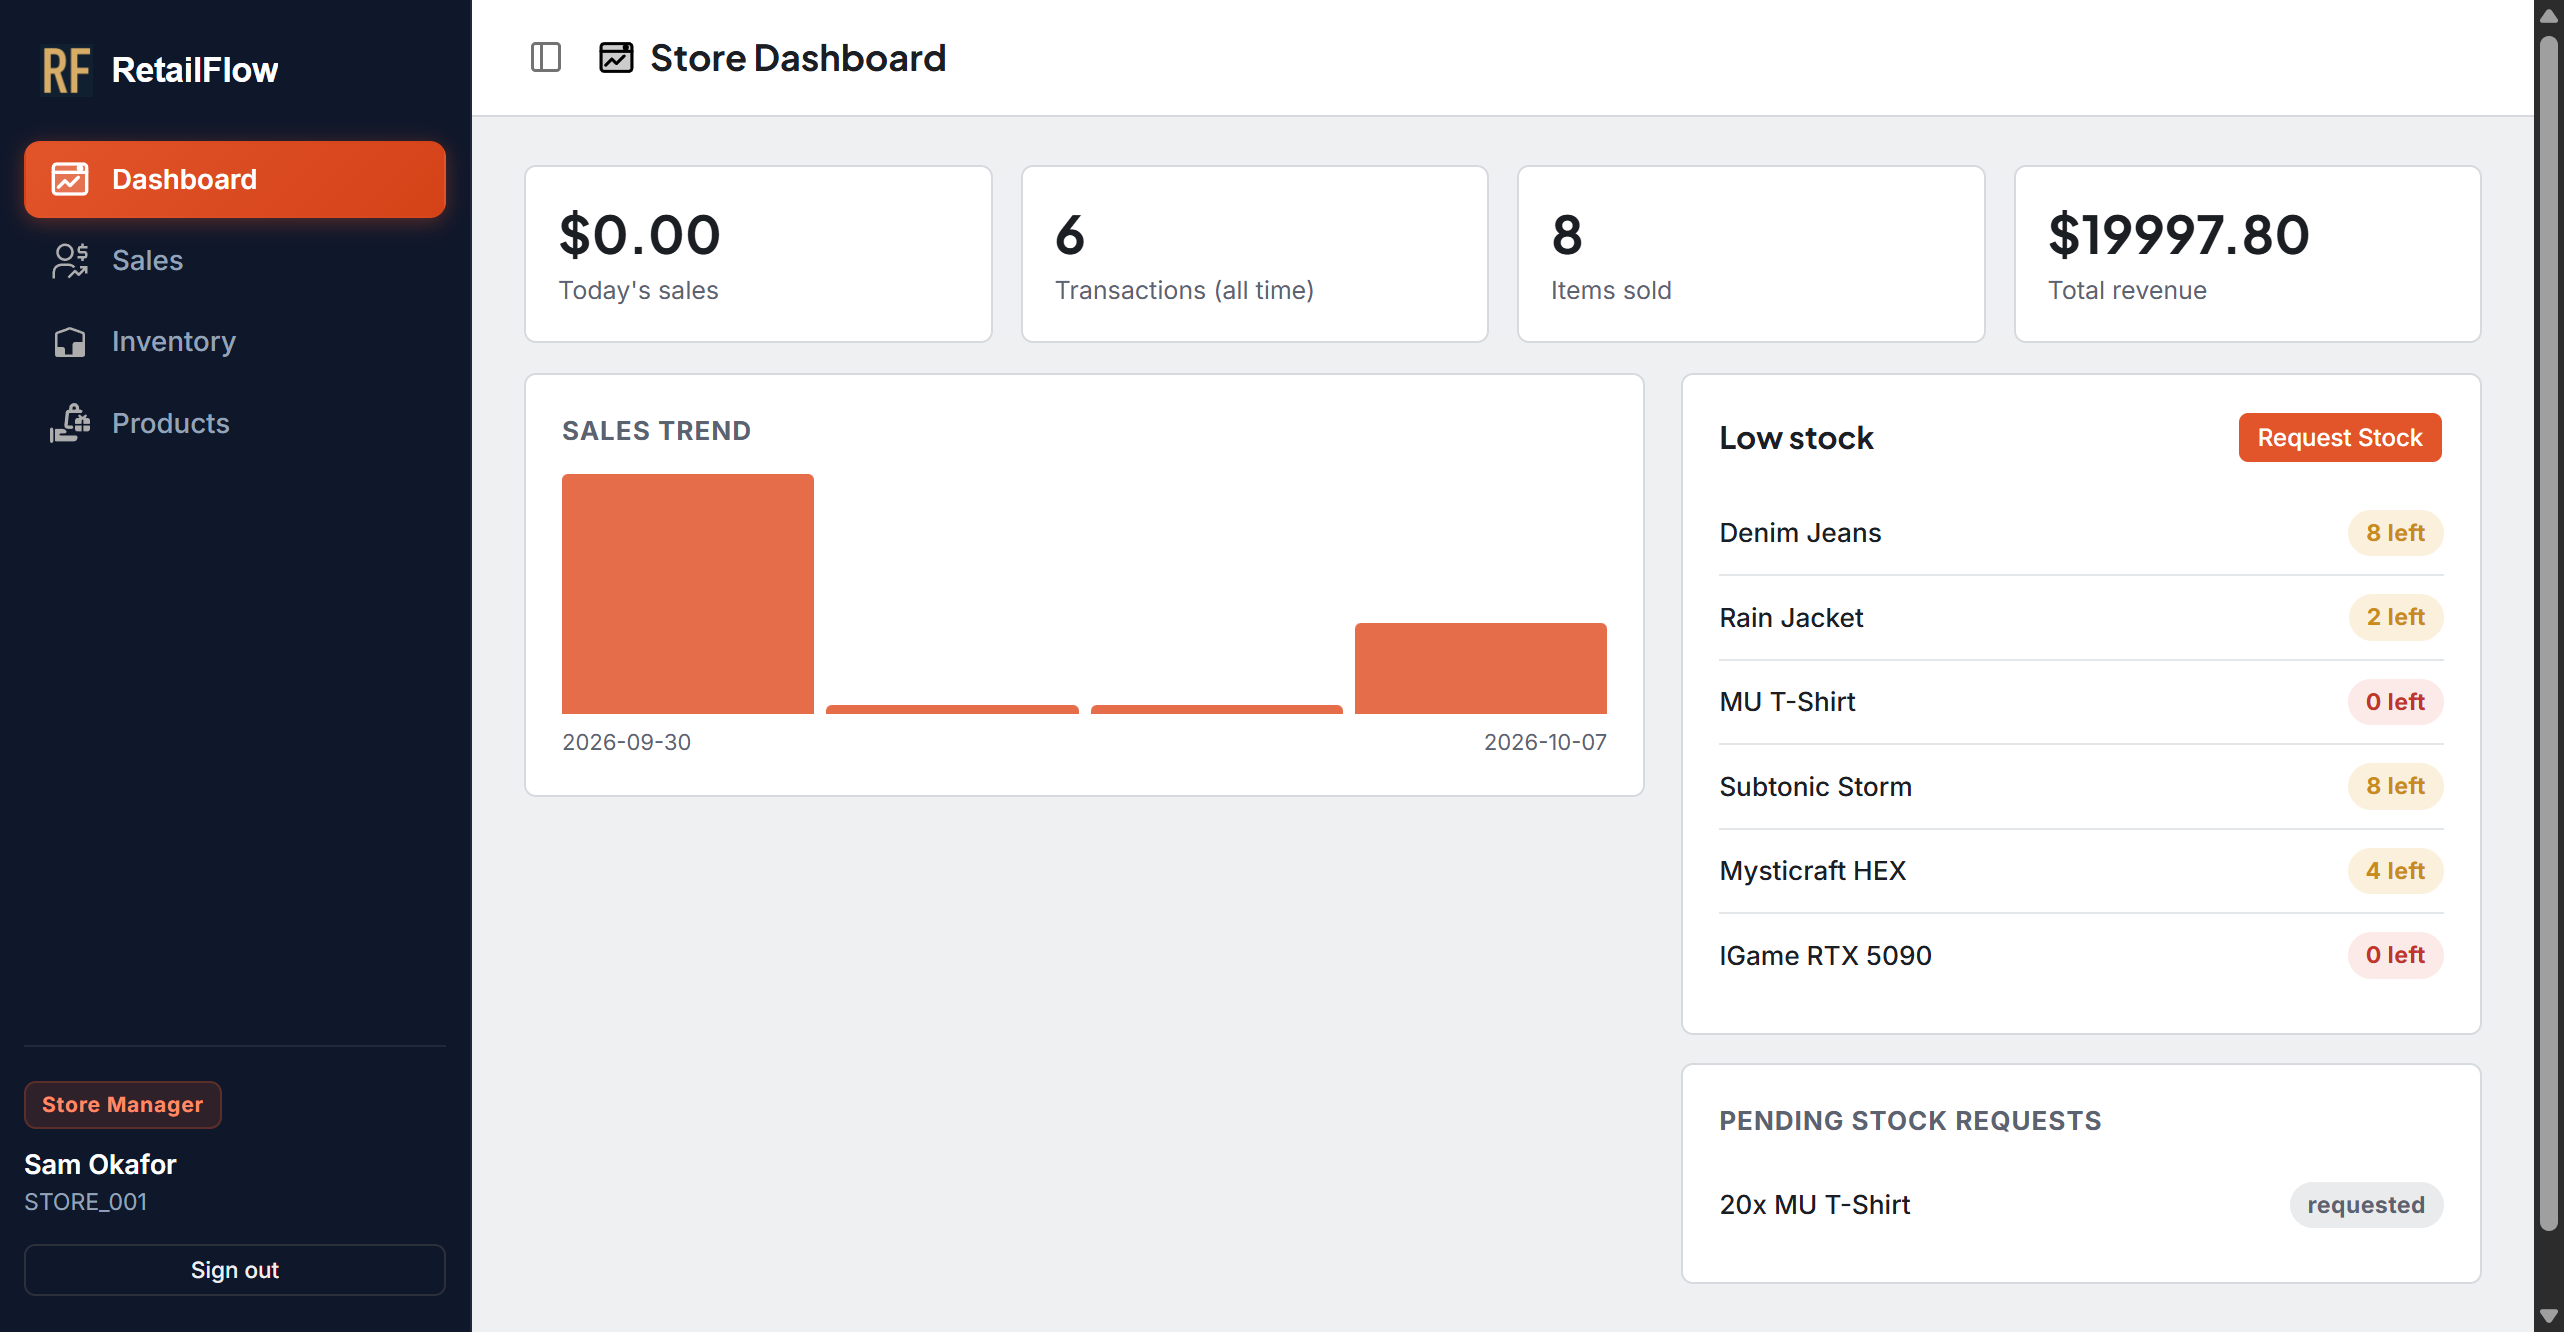 RF RetailFlow
Dashboard
Sales
Inventory
Products
Store Manager
Sam Okafor
STORE_001
Sign out
Store Dashboard
$0.00
Today's sales
6
Transactions (all time)
8
Items sold
$19997.80
Total revenue
SALES TREND
2026-09-30 2026-10-07
Low stock Request Stock
Denim Jeans 8 left
Rain Jacket 2 left
MU T-Shirt 0 left
Subtonic Storm 8 left
Mysticraft HEX 4 left
IGame RTX 5090 0 left
PENDING STOCK REQUESTS
20x MU T-Shirt requested